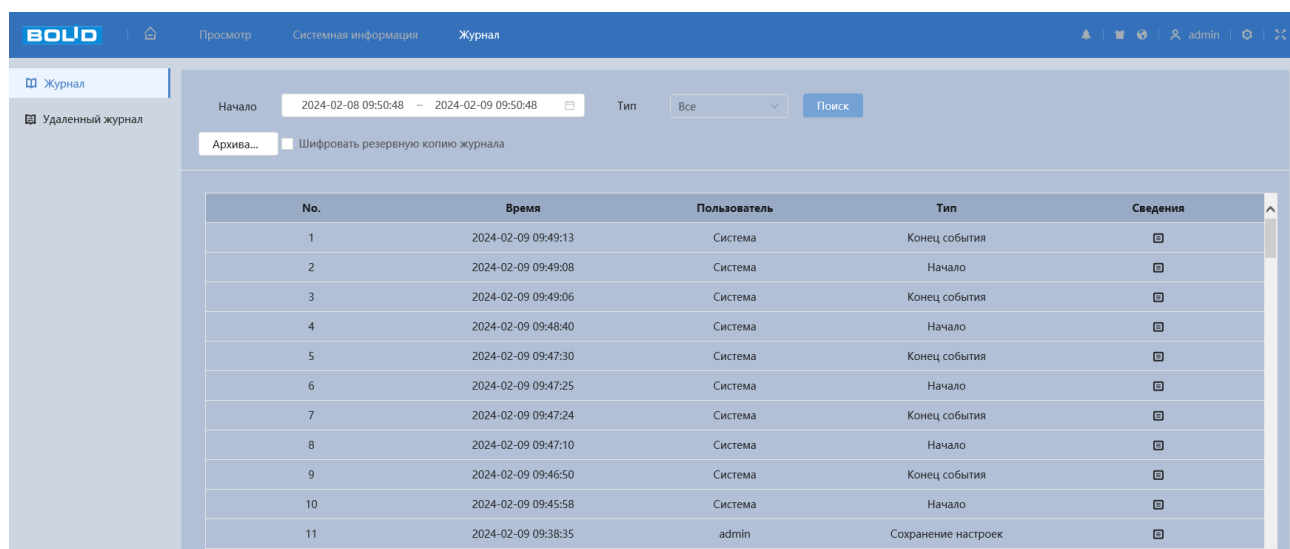 BOLID Просмотр Системная информация Журнал admin
Журнал
Удаленный журнал
Начало 2024-02-08 09:50:48 ~ 2024-02-09 09:50:48 Тип Все Поиск
Архива... Шифровать резервную копию журнала
No. Время Пользователь Тип Сведения
1 2024-02-09 09:49:13 Система Конец события
2 2024-02-09 09:49:08 Система Начало
3 2024-02-09 09:49:06 Система Конец события
4 2024-02-09 09:48:40 Система Начало
5 2024-02-09 09:47:30 Система Конец события
6 2024-02-09 09:47:25 Система Начало
7 2024-02-09 09:47:24 Система Конец события
8 2024-02-09 09:47:10 Система Начало
9 2024-02-09 09:46:50 Система Конец события
10 2024-02-09 09:45:58 Система Начало
11 2024-02-09 09:38:35 admin Сохранение настроек